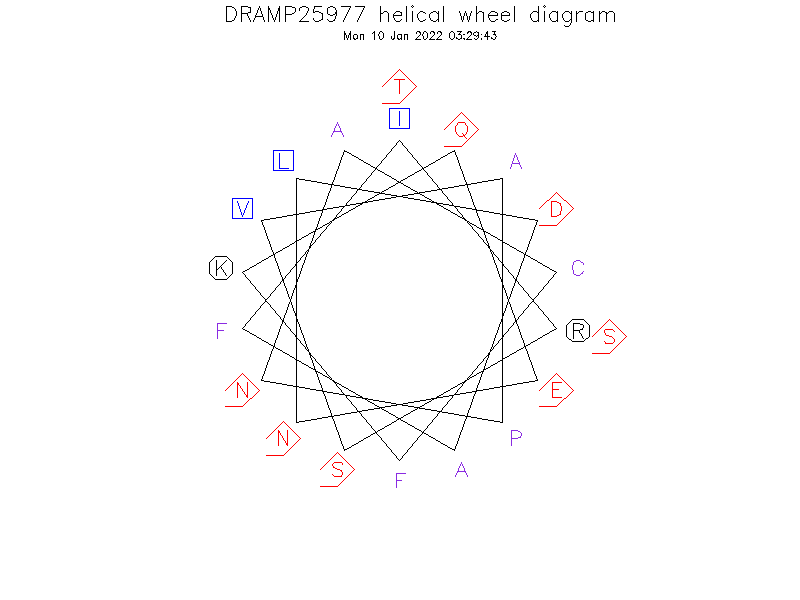 DRAMP25977 helical wheel diagram
Mon 10 Jan 2022 03:29:43
T
I
A
Q
L
A
V
D
K
C
F
R
S
N
E
N
P
S
F
A